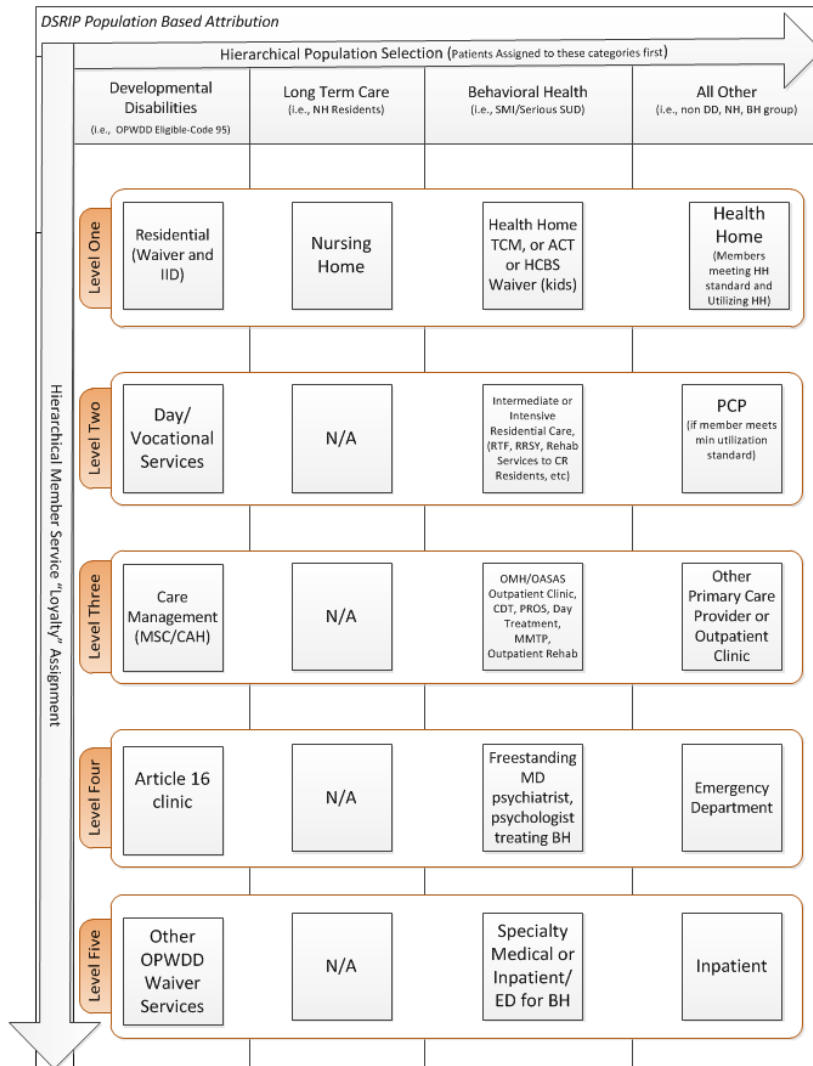 DSRIP Population Based Attribution
Hierarchical Population Selection (Patients Assigned to these categories first)
Developmental
Disabilities
(i.e., OPWDD Eligible-Code 95)
Long Term Care
(i.e., NH Residents)
Behavioral Health
(i.e., SMI/Serious SUD)
All Other
(i.e., non DD, NH, BH group)
Hierarchical Member Service "Loyalty" Assignment
Level One
Residential
(Waiver and
IID)
Nursing
Home
Health Home
TCM, or ACT
or HCBS
Waiver (kids)
Health
Home
(Members
meeting HH
standard and
Utilizing HH)
Level Two
Day/
Vocational
Services
N/A
Intermediate or
Intensive
Residential Care,
(RTF, RRSY, Rehab
Services to CR
Residents, etc)
PCP
(if member meets
min utilization
standard)
Level Three
Care
Management
(MSC/CAH)
N/A
OMH/OASAS
Outpatient Clinic,
CDT, PROS, Day
Treatment,
MMTP,
Outpatient Rehab
Other
Primary Care
Provider or
Outpatient
Clinic
Level Four
Article 16
clinic
N/A
Freestanding
MD
psychiatrist,
psychologist
treating BH
Emergency
Department
Level Five
Other
OPWDD
Waiver
Services
N/A
Specialty
Medical or
Inpatient/
ED for BH
Inpatient